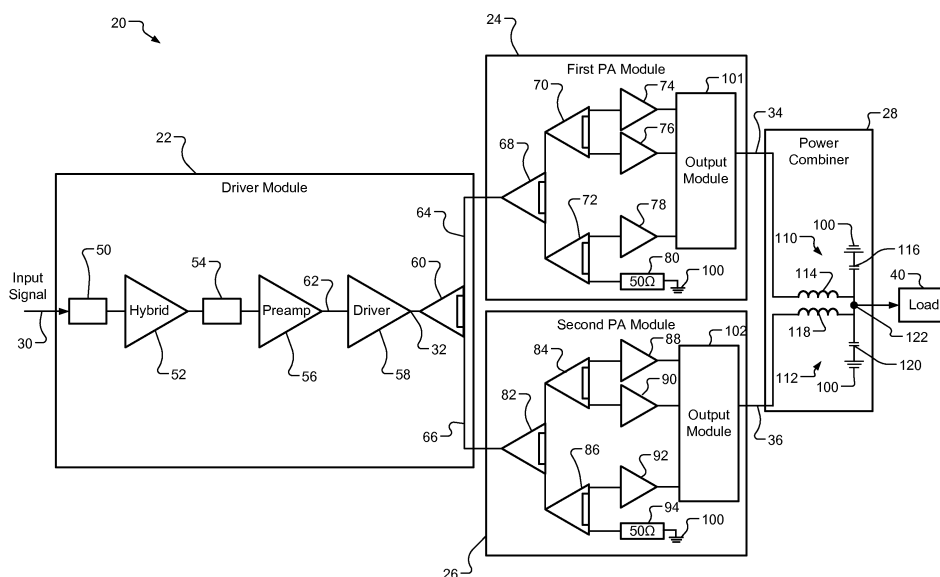 20
24
First PA Module
70
74
101
76
34
28
Power
Combiner
68
Output
Module
22
Driver Module
72
78
64
80
50Ω
100
100
110
116
60
114
40
Input
Signal
50
54
62
Hybrid
Preamp
Driver
Load
30
52
56
58
32
118
122
Second PA Module
88
102
84
90
112
120
100
82
Output
Module
36
66
86
92
94
50Ω
100
26